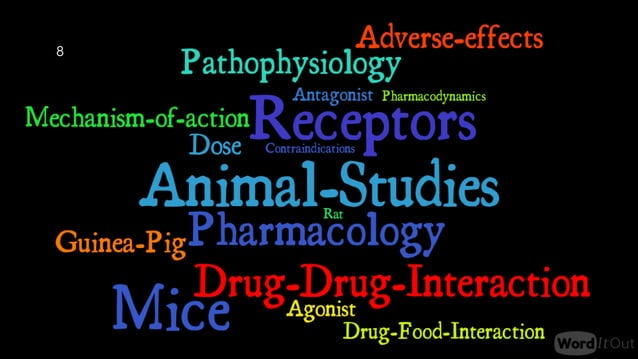 8
Adverse-effects
Pathophysiology
Antagonist Pharmacodynamics
Mechanism-of-action Receptors
Dose Contraindications
Animal-Studies
Rat
Guinea-Pig Pharmacology
Drug-Drug-Interaction
Mice Agonist
Drug-Food-Interaction
WordItOut